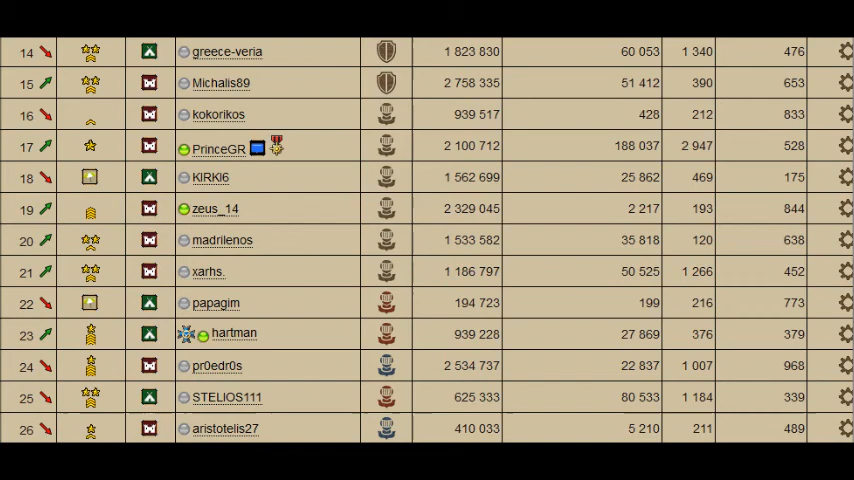 14 greece-veria 1 823 830 60 053 1 340 476
15 Michalis89 2 758 335 51 412 390 653
16 kokorikos 939 517 428 212 833
17 PrinceGR 2 100 712 188 037 2 947 528
18 KIRKI6 1 562 699 25 862 469 175
19 zeus_14 2 329 045 2 217 193 844
20 madrilenos 1 533 582 35 818 120 638
21 xarhs. 1 186 797 50 525 1 266 452
22 papagim 194 723 199 216 773
23 hartman 939 228 27 869 376 379
24 pr0edr0s 2 534 737 22 837 1 007 968
25 STELIOS111 625 333 80 533 1 184 339
26 aristotelis27 410 033 5 210 211 489